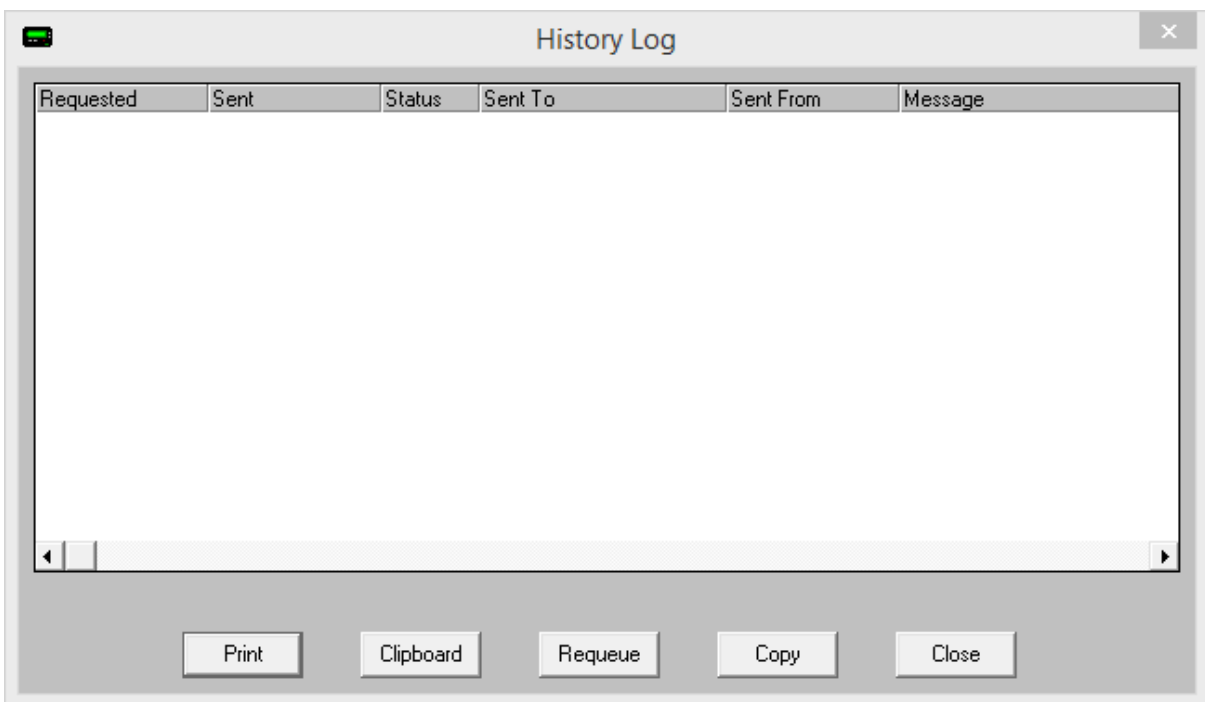 History Log
Requested Sent Status Sent To Sent From Message
Print Clipboard Requeue Copy Close